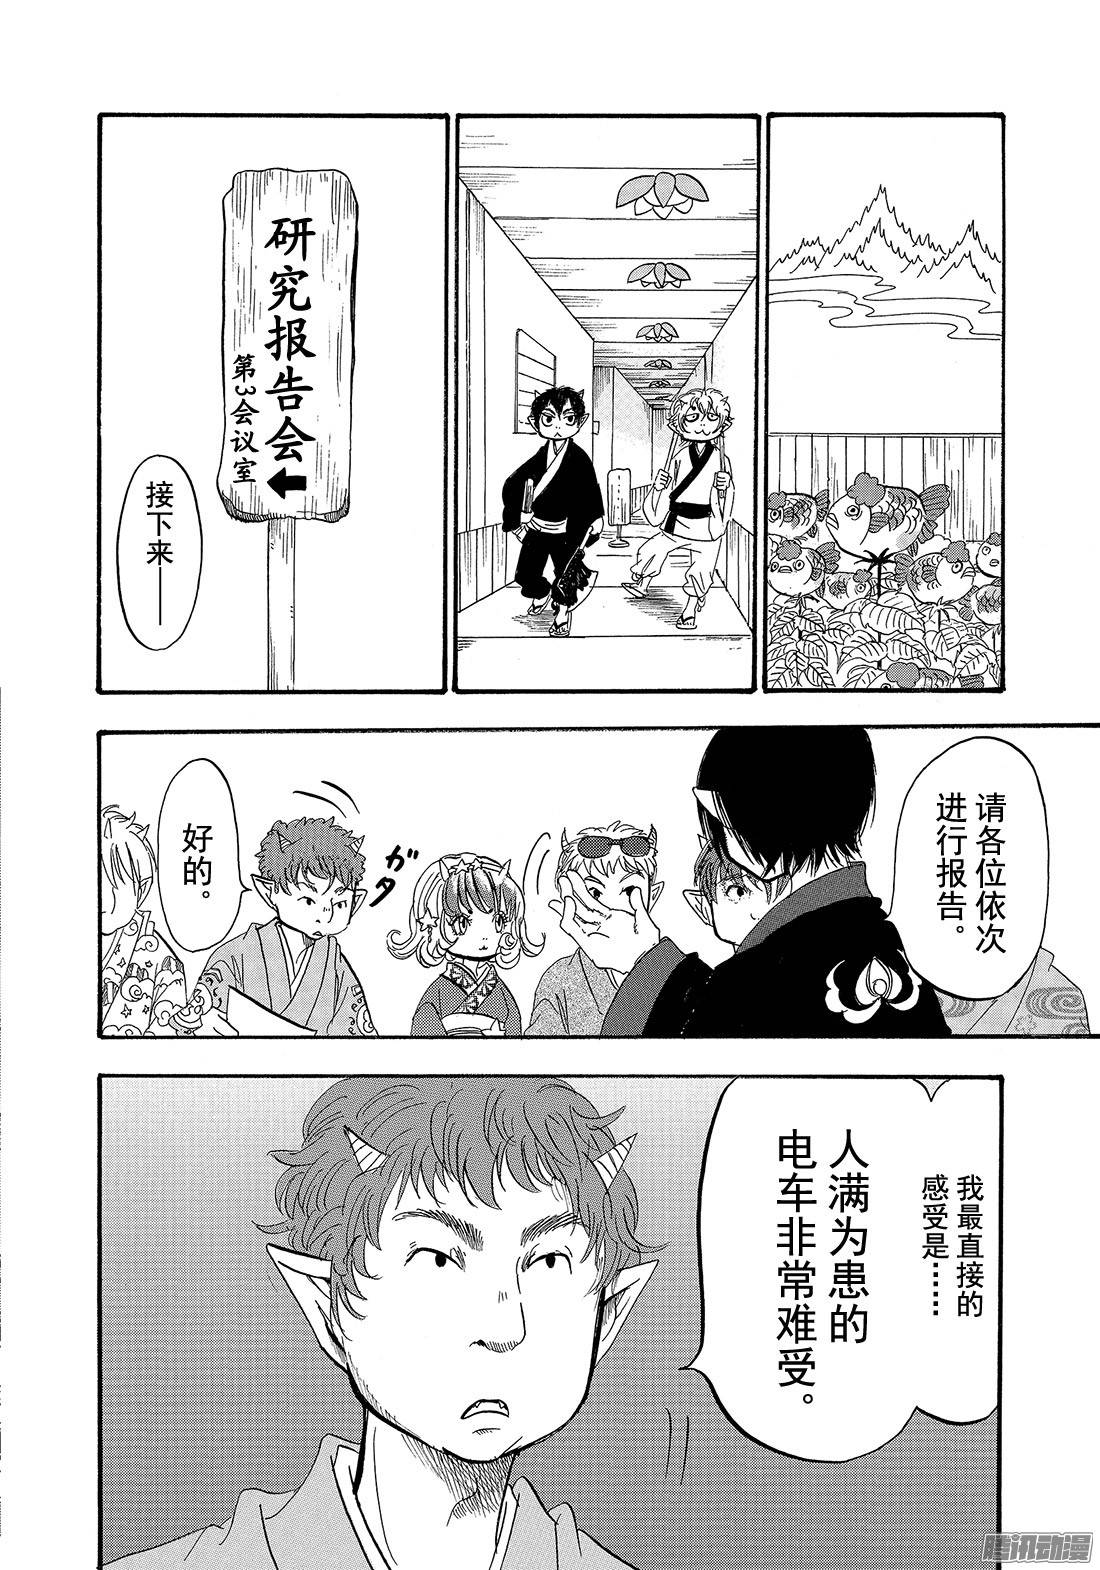 研究报告会
第3会议室
接下来——
请各位依次
进行报告。
ガタ
好的。
我最直接的
感受是……
人满为患的
电车非常难受。
腾讯动漫